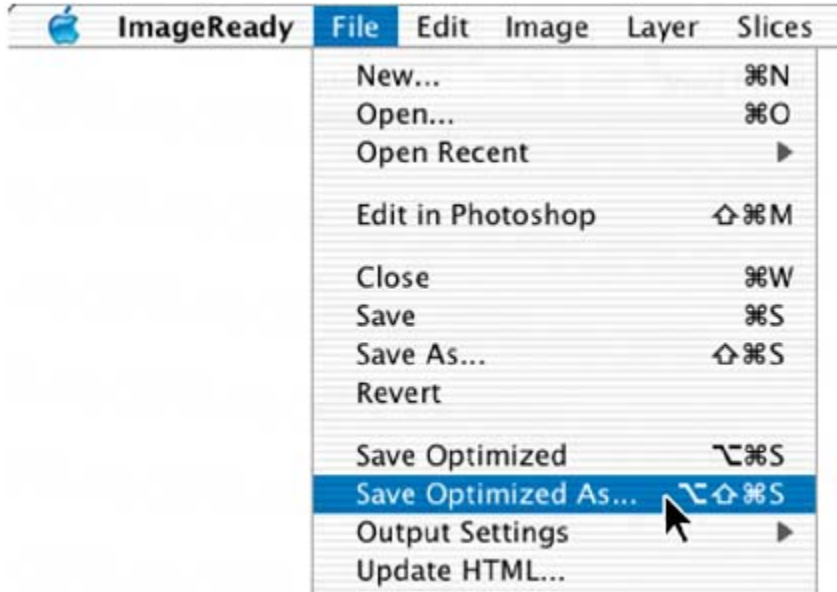 ImageReady File Edit Image Layer Slices
New... ⌘N
Open... ⌘O
Open Recent
Edit in Photoshop ⇧⌘M
Close ⌘W
Save ⌘S
Save As... ⇧⌘S
Revert
Save Optimized ⌥⌘S
Save Optimized As... ⌥⇧⌘S
Output Settings
Update HTML...